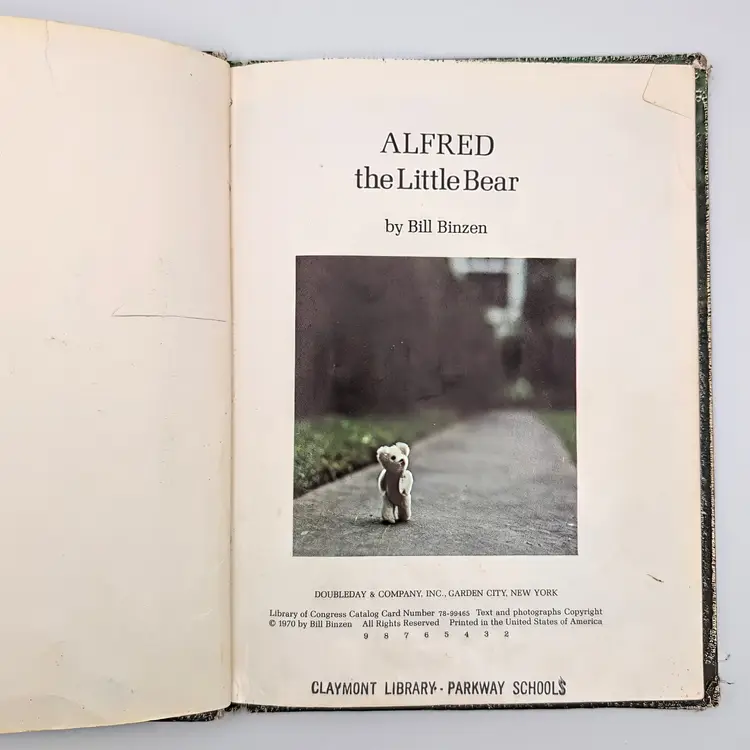 ALFRED
the Little Bear
by Bill Binzen
DOUBLEDAY & COMPANY, INC., GARDEN CITY, NEW YORK
Library of Congress Catalog Card Number 78-99465 Text and photographs Copyright
© 1970 by Bill Binzen All Rights Reserved Printed in the United States of America
9 8 7 6 5 4 3 2
CLAYMONT LIBRARY · PARKWAY SCHOOLS